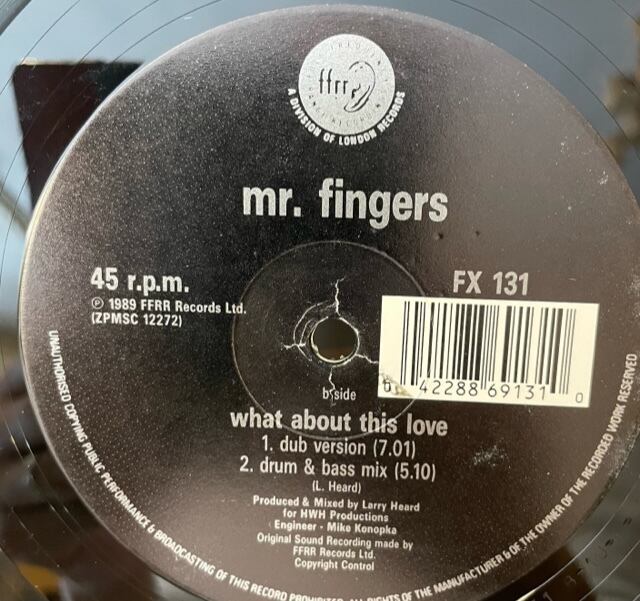 ffrr
A DIVISION OF LONDON RECORDS
mr. fingers
45 r.p.m.
FX 131
℗ 1989 FFRR Records Ltd.
(ZPMSC 12272)
42288 69131 0
b side
what about this love
1. dub version (7.01)
2. drum & bass mix (5.10)
(L. Heard)
Produced & Mixed by Larry Heard
for HWH Productions
Engineer - Mike Konopka
Original Sound Recording made by
FFRR Records Ltd.
Copyright Control
UNAUTHORISED COPYING PUBLIC PERFORMANCE & BROADCASTING OF THIS RECORD PROHIBITED. ALL RIGHTS OF THE MANUFACTURER & OF THE OWNER OF THE RECORDED WORK RESERVED